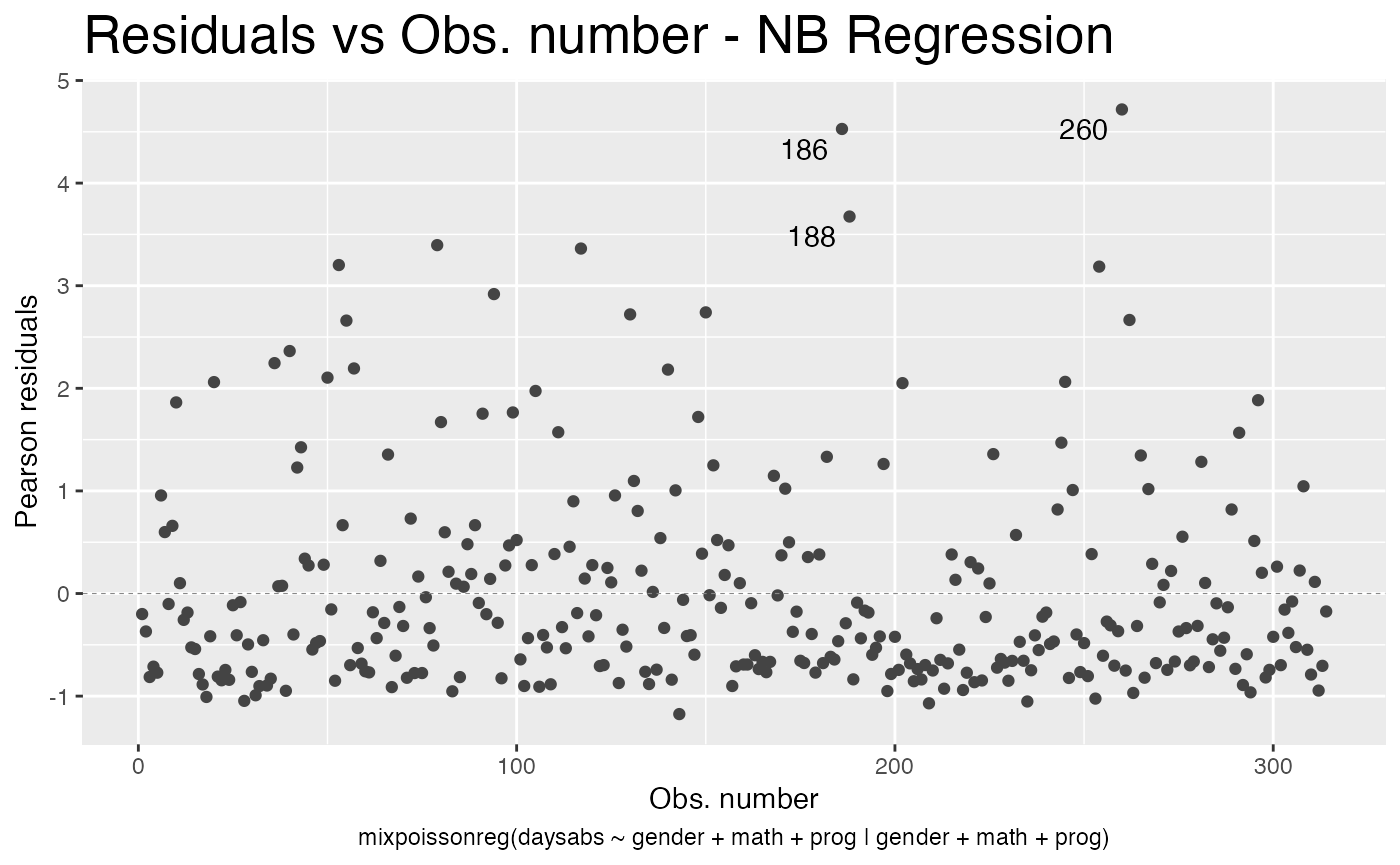 Residuals vs Obs. number - NB Regression
5
186
260
4
188
3
2
1
0
-1
Pearson residuals
0 100 200 300
Obs. number
mixpoissonreg(daysabs ~ gender + math + prog | gender + math + prog)